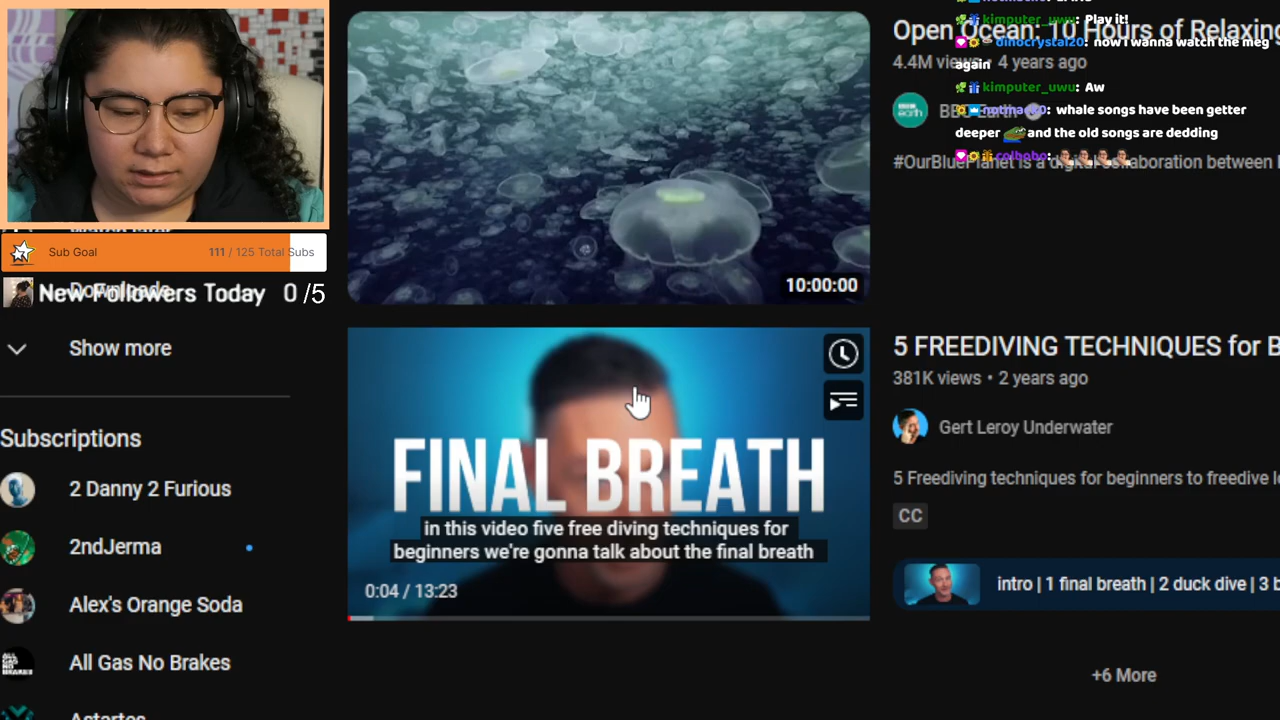 Sub Goal
111 / 125 Total Subs
New Followers Today 0 /5
Show more
Subscriptions
2 Danny 2 Furious
2ndJerma
Alex's Orange Soda
All Gas No Brakes
10:00:00
FINAL BREATH
in this video five free diving techniques for
beginners we're gonna talk about the final breath
0:04 / 13:23
kimputer_uwu: Play it!
Open Ocean: 10 Hours of Relaxing
dinocrystal20: now I wanna watch the meg
again
4.4M views • 4 years ago
kimputer_uwu: Aw
whale songs have been getter
deeper and the old songs are dedding
colbobo:
#OurBluePlanet is a digital collaboration between
5 FREEDIVING TECHNIQUES for B
381K views • 2 years ago
Gert Leroy Underwater
5 Freediving techniques for beginners to freedive
CC
intro | 1 final breath | 2 duck dive | 3 b
+6 More